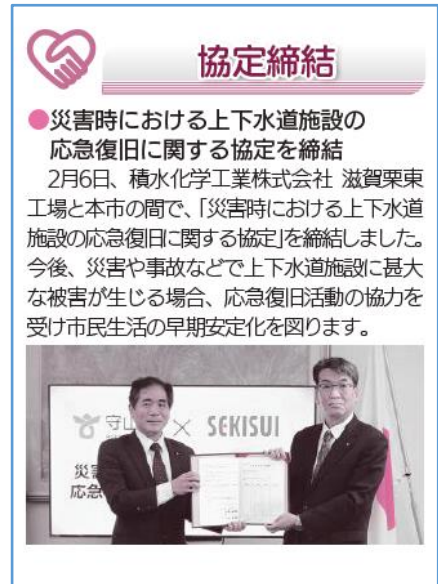 協定締結
●災害時における上下水道施設の
応急復旧に関する協定を締結
2月6日、積水化学工業株式会社 滋賀栗東
工場と本市の間で、「災害時における上下水道
施設の応急復旧に関する協定」を締結しました。
今後、災害や事故などで上下水道施設に甚大
な被害が生じる場合、応急復旧活動の協力を
受け市民生活の早期安定化を図ります。
守山 × SEKISUI
災害
応急